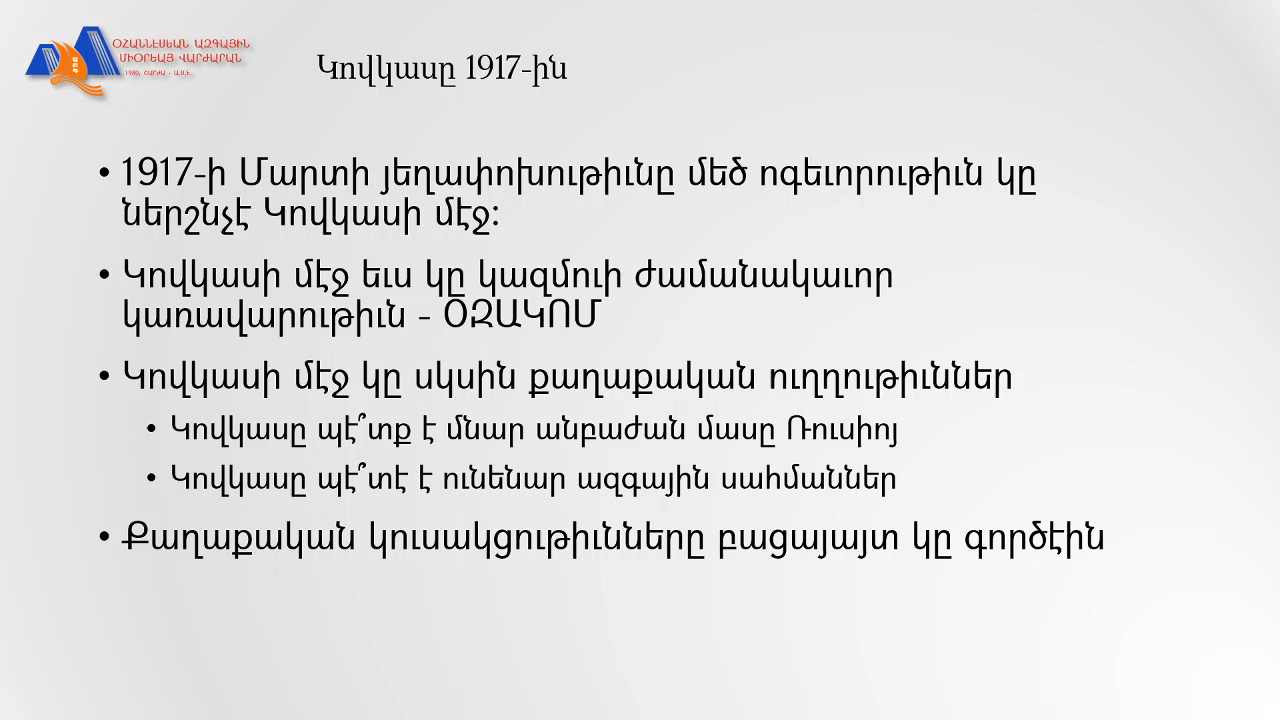 ՕՀԱՆՆԷՍԵԱՆ ԱԶԳԱՅԻՆ
ՄԻՕՐԵԱՅ ՎԱՐԺԱՐԱՆ
1980, ՇԱՐԺԱ - Ա.Մ.Է.
Կովկասը 1917-ին
• 1917-ի Մարտի յեղափոխութիւնը մեծ ոգեւորութիւն կը
ներշնչէ Կովկասի մէջ:
• Կովկասի մէջ եւս կը կազմուի ժամանակաւոր
կառավարութիւն - ՕԶԱԿՈՄ
• Կովկասի մէջ կը սկսին քաղաքական ուղղութիւններ
• Կովկասը պէ՞տք է մնար անբաժան մասը Ռուսիոյ
• Կովկասը պէ՞տէ է ունենար ազգային սահմաններ
• Քաղաքական կուսակցութիւնները բացայայտ կը գործէին